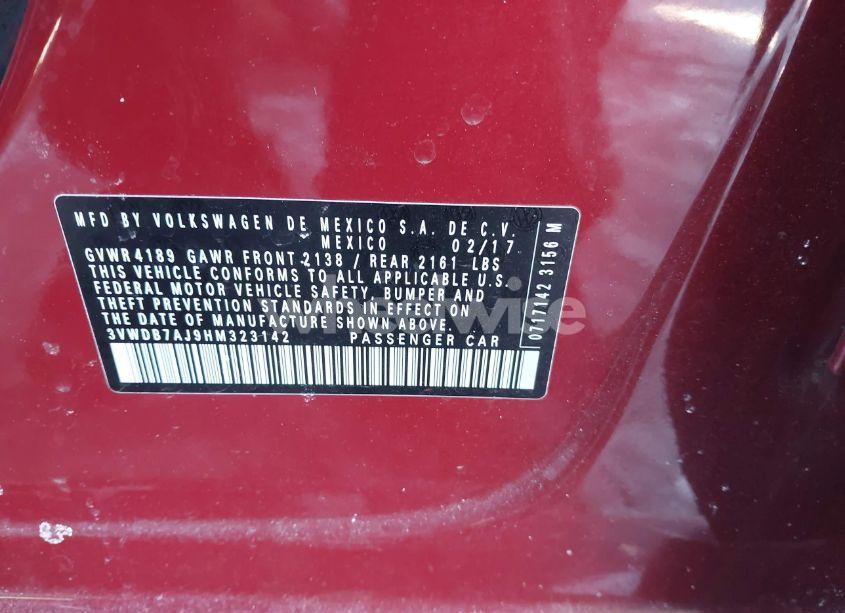 MFD BY VOLKSWAGEN DE MEXICO S.A. DE C.V.
MEXICO 02/17
GVWR4189 GAWR FRONT 2138 / REAR 2161 LBS
THIS VEHICLE CONFORMS TO ALL APPLICABLE U.S.
FEDERAL MOTOR VEHICLE SAFETY, BUMPER AND
THEFT PREVENTION STANDARDS IN EFFECT ON
THE DATE OF MANUFACTURE SHOWN ABOVE.
3VWDB7AJ9HM323142 PASSENGER CAR
0717142 3156 M